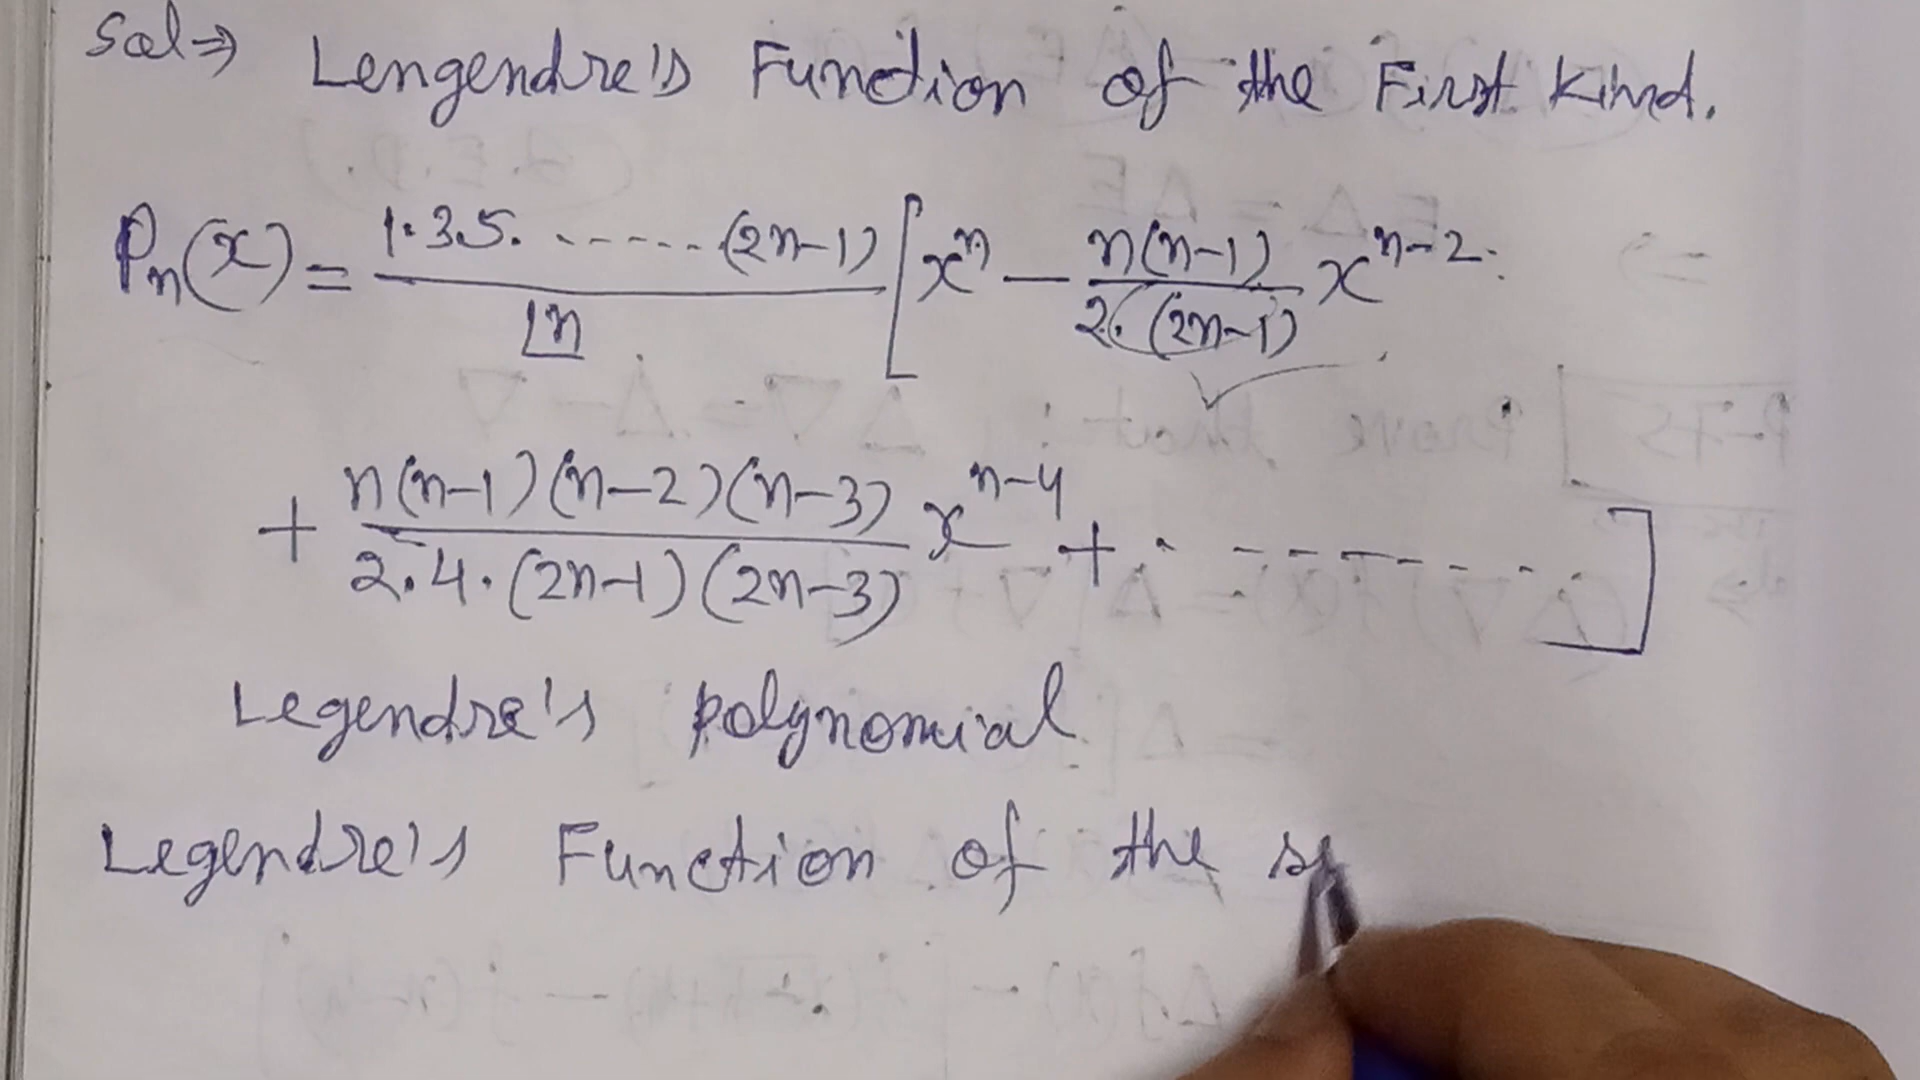 Sol⇒ Lengendre's Function of the First Kind.
Pₙ(x) = 1·3.5. ------(2n-1) / ⌊n [ xⁿ − n(n-1) / 2·(2n-1) xⁿ⁻²
+ n(n-1)(n-2)(n-3) / 2·4·(2n-1)(2n-3) xⁿ⁻⁴ + - - - - - - - - ]
Legendre's polynomial
Legendre's Function of the